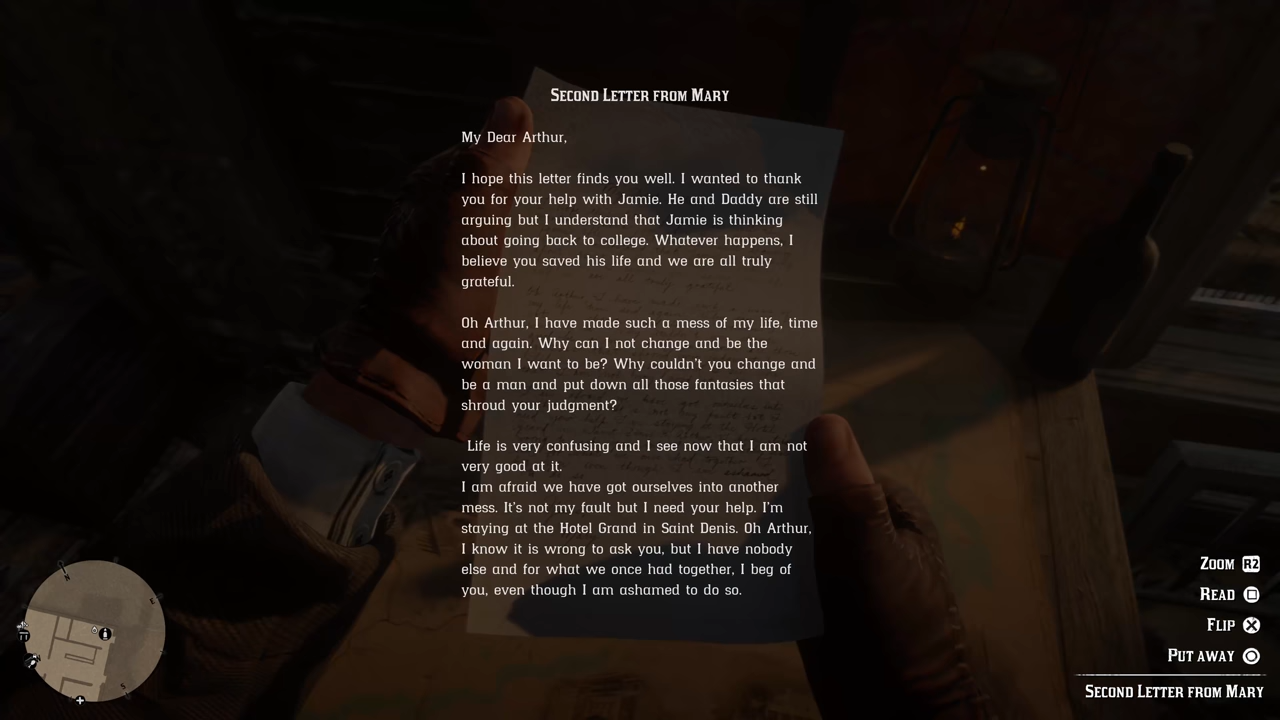 Second Letter from Mary
My Dear Arthur,
I hope this letter finds you well. I wanted to thank
you for your help with Jamie. He and Daddy are still
arguing but I understand that Jamie is thinking
about going back to college. Whatever happens, I
believe you saved his life and we are all truly
grateful.
Oh Arthur, I have made such a mess of my life, time
and again. Why can I not change and be the
woman I want to be? Why couldn't you change and
be a man and put down all those fantasies that
shroud your judgment?
Life is very confusing and I see now that I am not
very good at it.
I am afraid we have got ourselves into another
mess. It's not my fault but I need your help. I'm
staying at the Hotel Grand in Saint Denis. Oh Arthur,
I know it is wrong to ask you, but I have nobody
else and for what we once had together, I beg of
you, even though I am ashamed to do so.
Zoom R2
Read
Flip
Put away
Second Letter from Mary